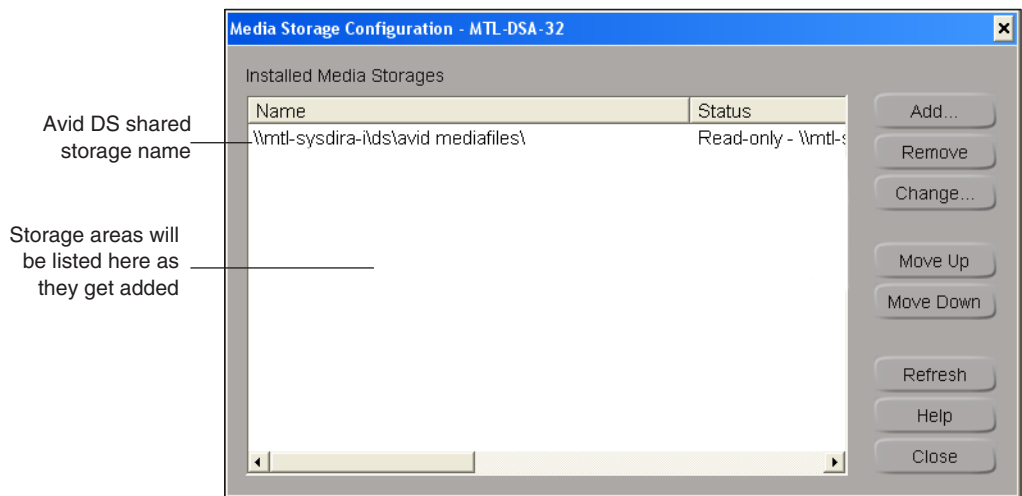 Media Storage Configuration - MTL-DSA-32
Installed Media Storages
Name Status
\\mtl-sysdira-i\ds\avid mediafiles\ Read-only - \\mtl-s
Avid DS shared
storage name
Storage areas will
be listed here as
they get added
Add...
Remove
Change...
Move Up
Move Down
Refresh
Help
Close